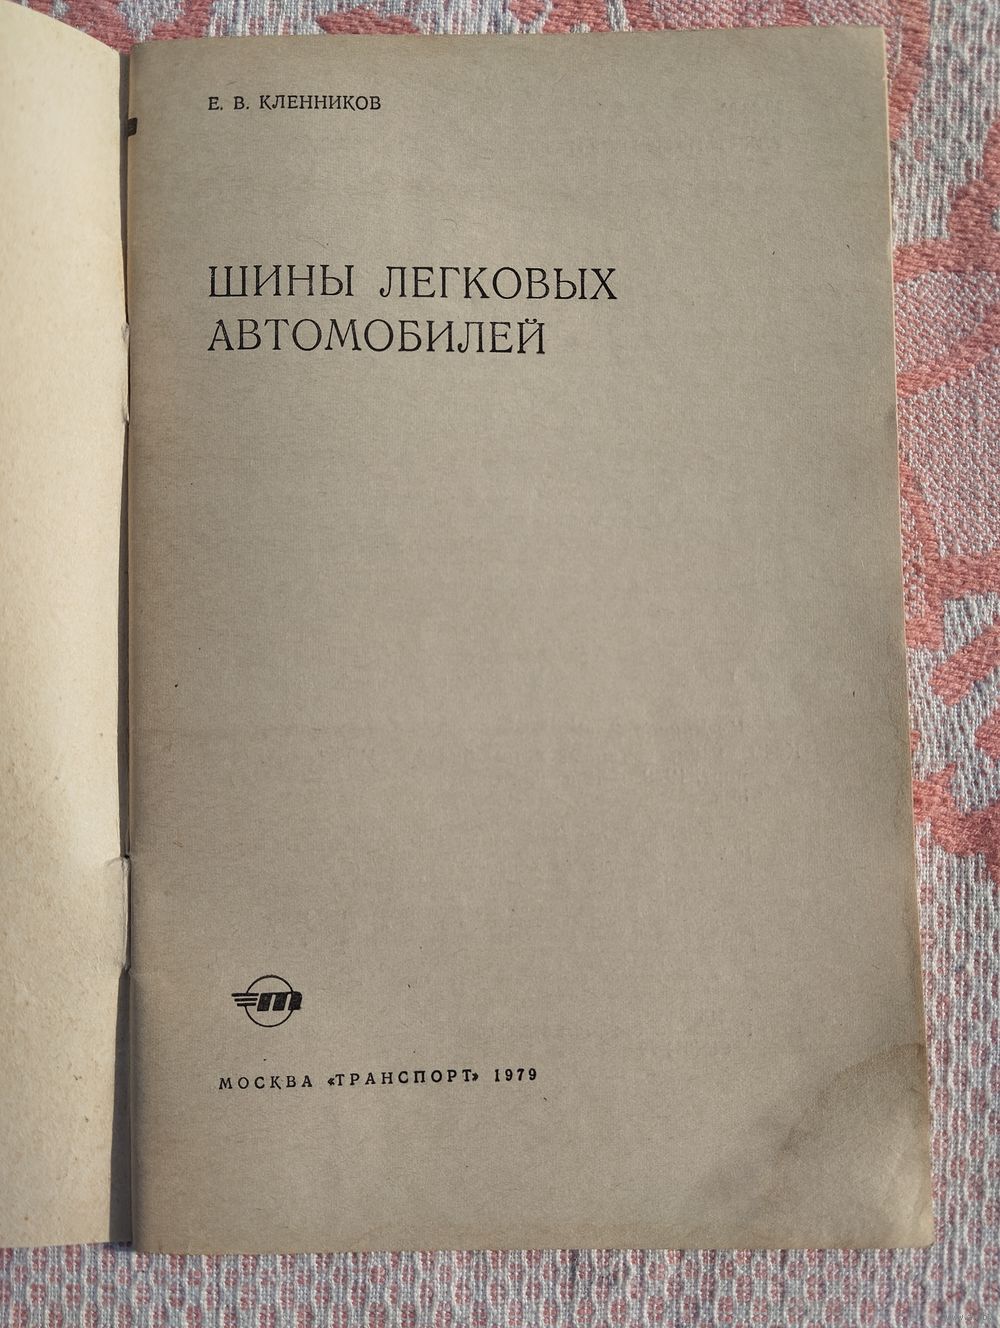 Е. В. КЛЕННИКОВ
ШИНЫ ЛЕГКОВЫХ
АВТОМОБИЛЕЙ
т
МОСКВА «ТРАНСПОРТ» 1979